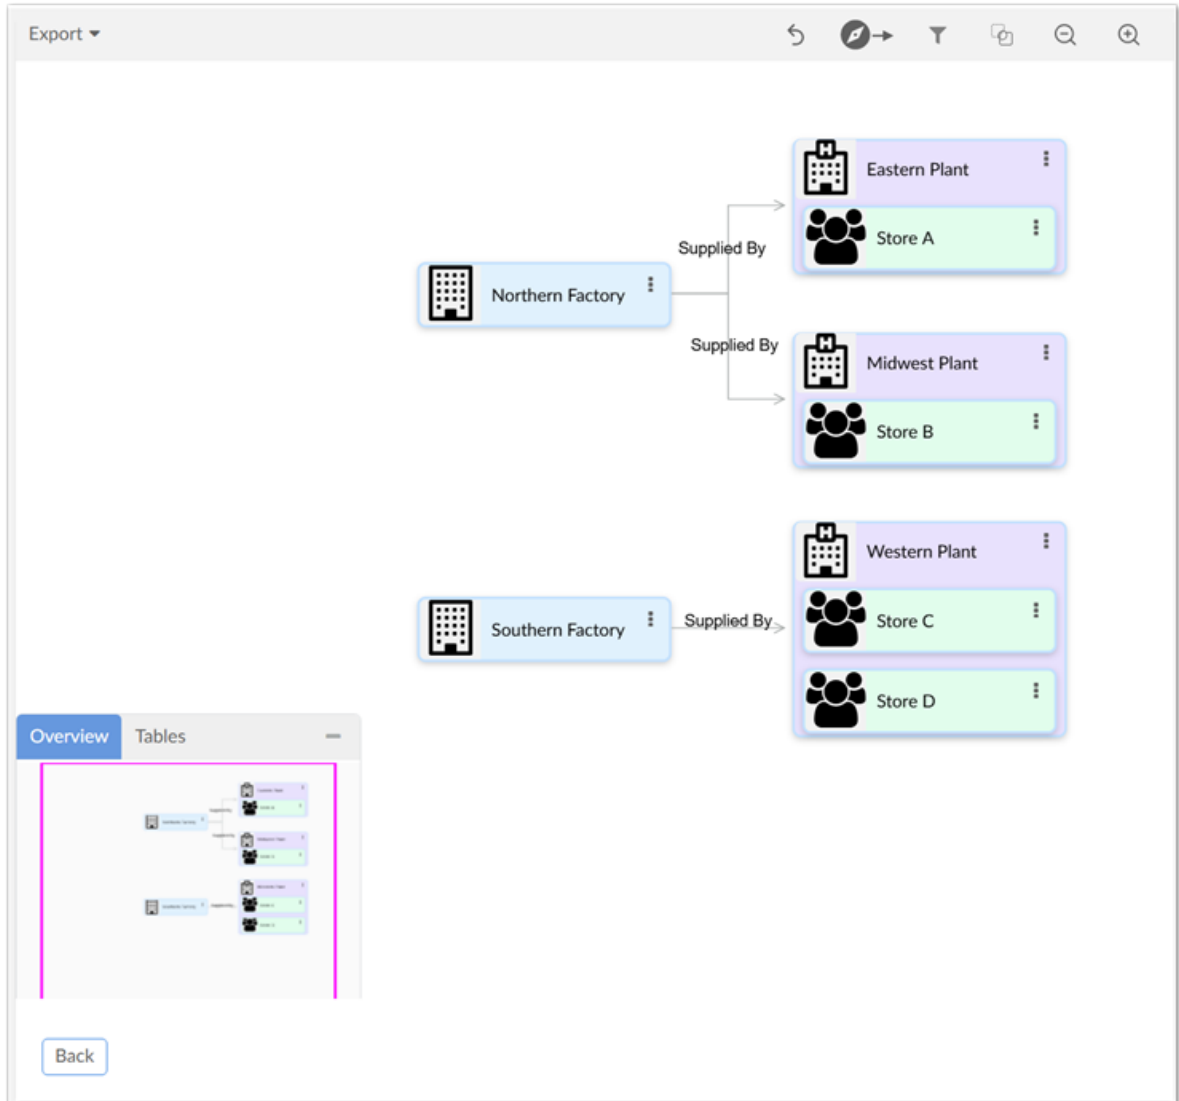 Export
Eastern Plant
Store A
Supplied By
Northern Factory
Supplied By
Midwest Plant
Store B
Western Plant
Store C
Supplied By
Southern Factory
Store D
Overview
Tables
Back